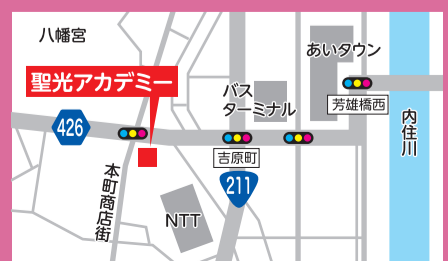 八幡宮
聖光アカデミー
426
本町商店街
バス
ターミナル
あいタウン
芳雄橋西
吉原町
211
NTT
内住川